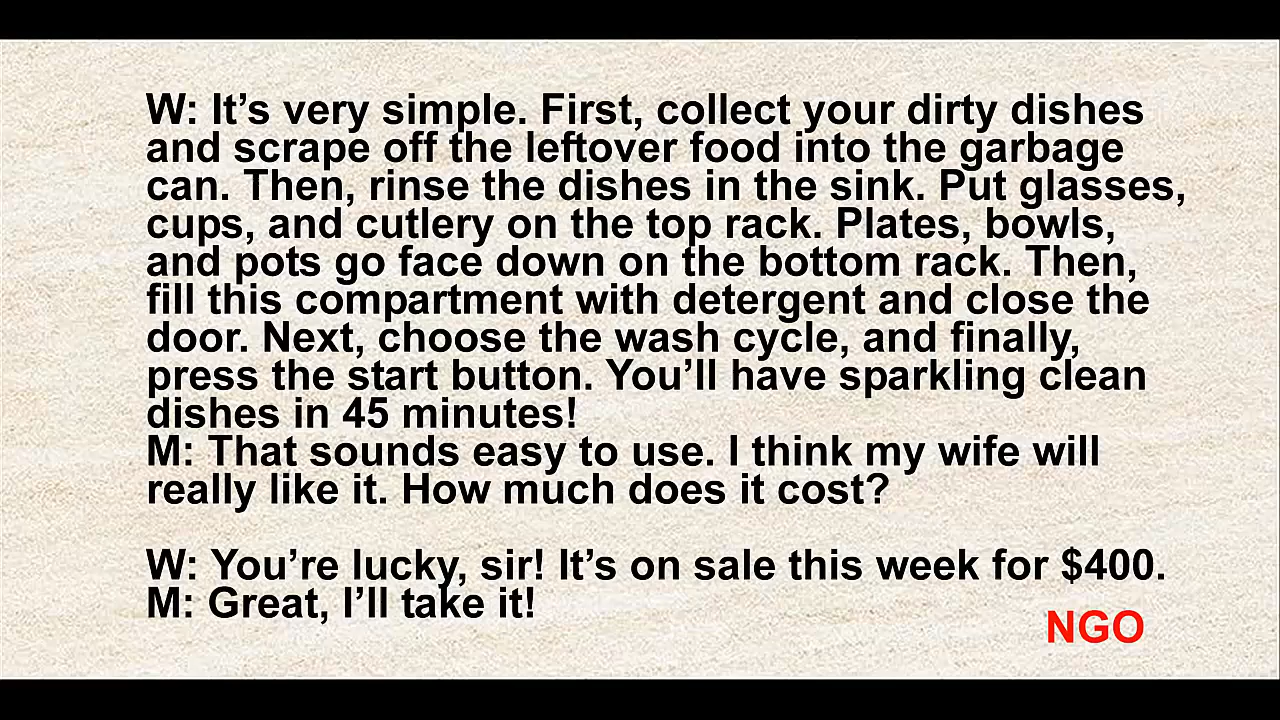 W: It’s very simple. First, collect your dirty dishes
and scrape off the leftover food into the garbage
can. Then, rinse the dishes in the sink. Put glasses,
cups, and cutlery on the top rack. Plates, bowls,
and pots go face down on the bottom rack. Then,
fill this compartment with detergent and close the
door. Next, choose the wash cycle, and finally,
press the start button. You’ll have sparkling clean
dishes in 45 minutes!
M: That sounds easy to use. I think my wife will
really like it. How much does it cost?
W: You’re lucky, sir! It’s on sale this week for $400.
M: Great, I’ll take it!
NGO